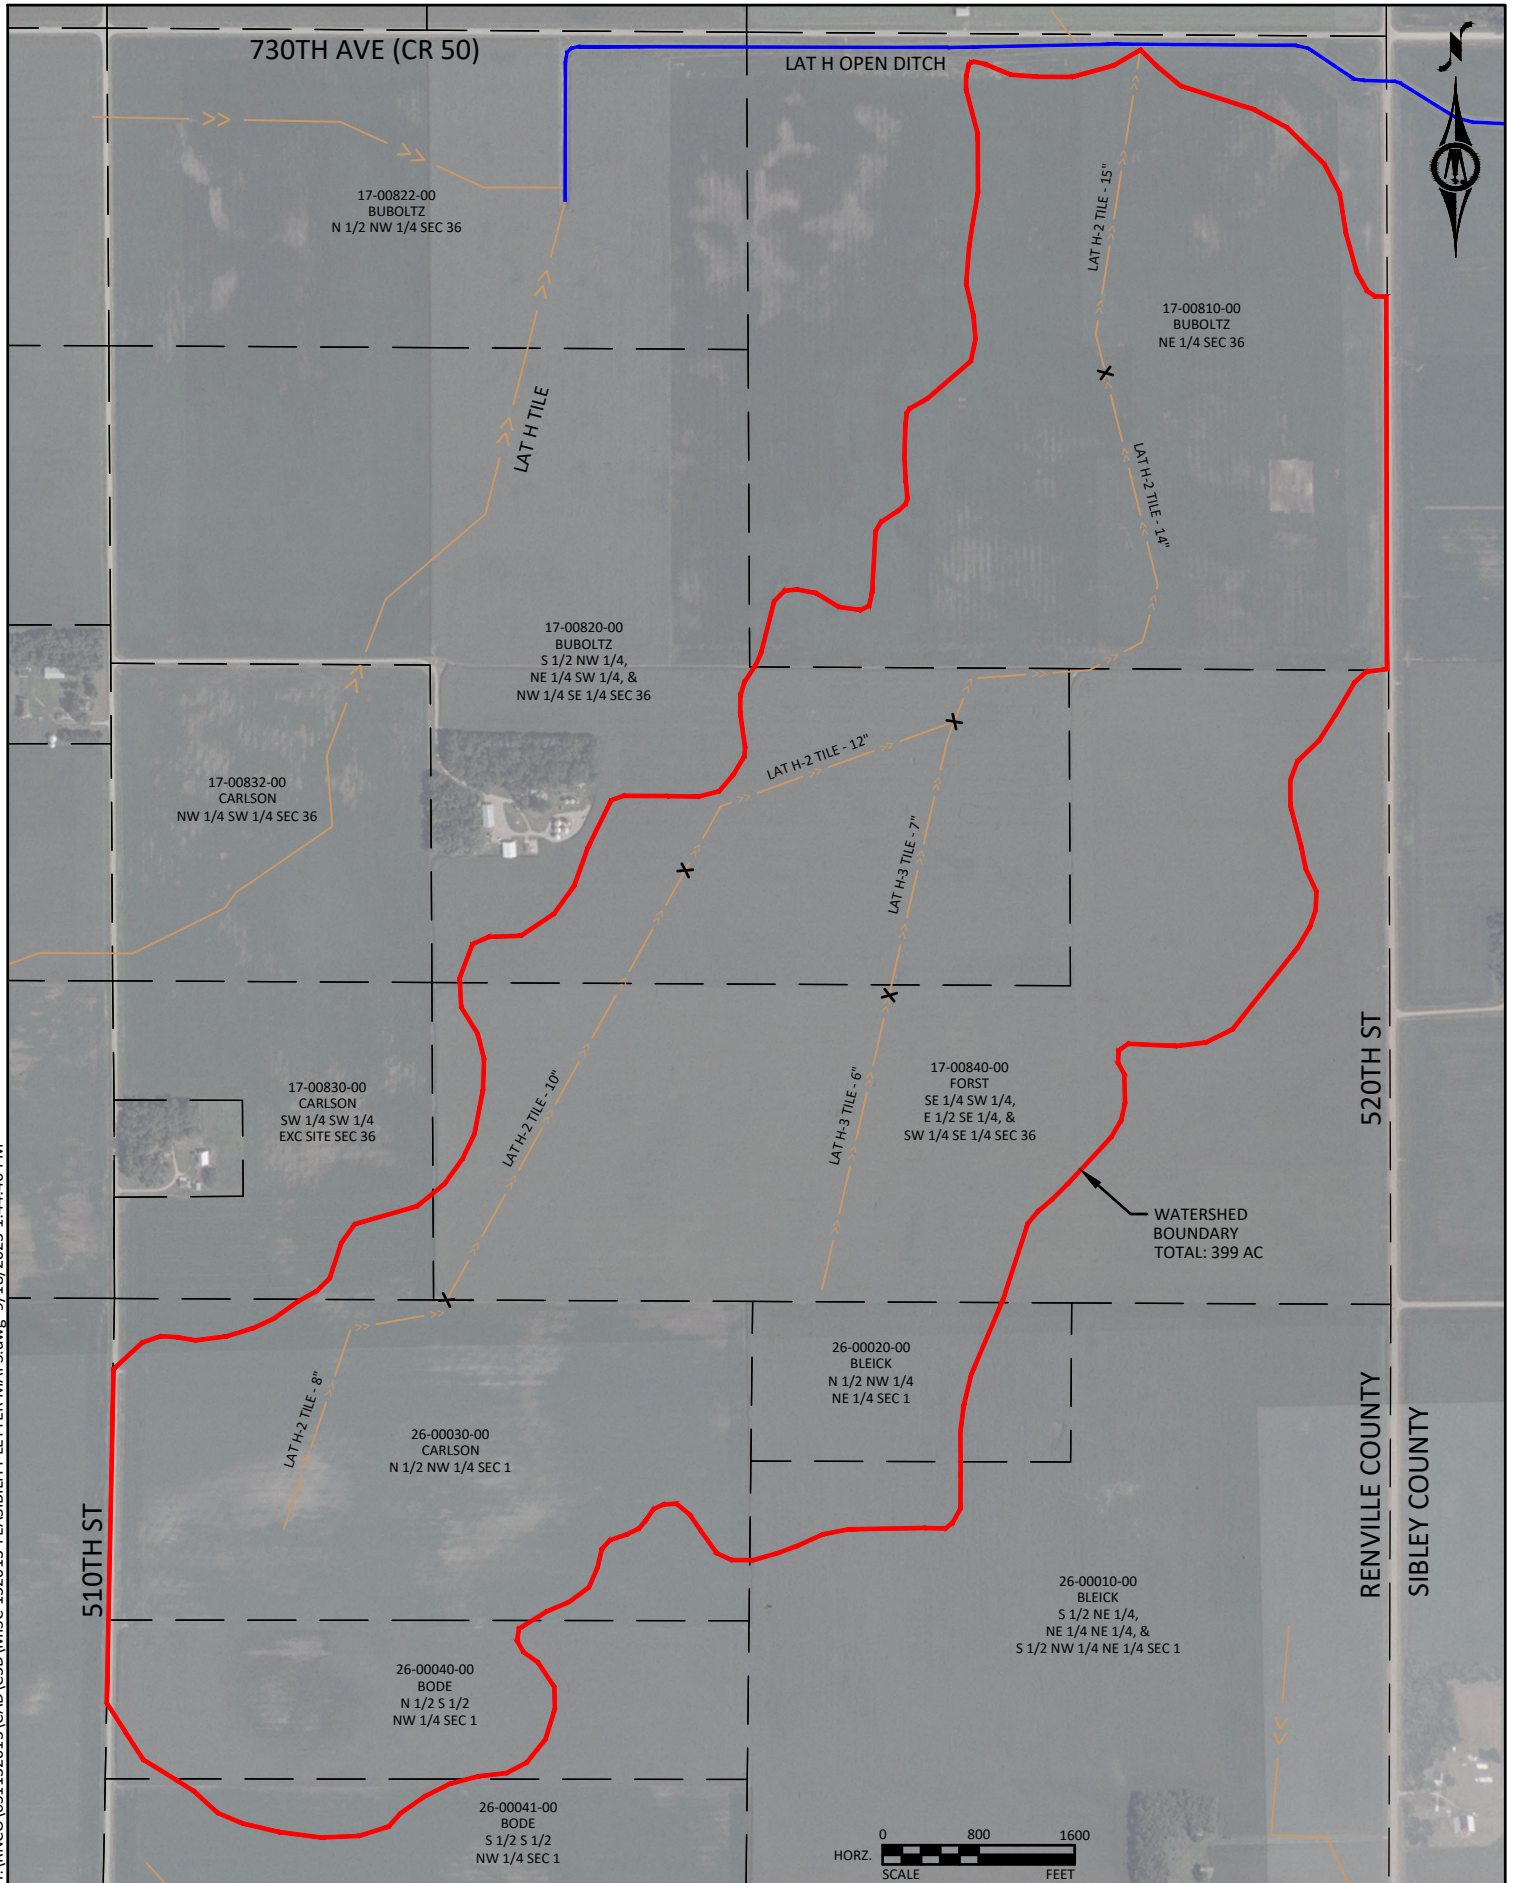 730TH AVE (CR 50)
LAT H OPEN DITCH
17-00822-00
BUBOLTZ
N 1/2 NW 1/4 SEC 36
LAT H-2 TILE - 15"
17-00810-00
BUBOLTZ
NE 1/4 SEC 36
LAT H TILE
LAT H-2 TILE - 14"
17-00820-00
BUBOLTZ
S 1/2 NW 1/4,
NE 1/4 SW 1/4, &
NW 1/4 SE 1/4 SEC 36
LAT H-2 TILE - 12"
17-00832-00
CARLSON
NW 1/4 SW 1/4 SEC 36
LAT H-3 TILE - 7"
17-00830-00
CARLSON
SW 1/4 SW 1/4
EXC SITE SEC 36
LAT H-2 TILE - 10"
LAT H-3 TILE - 6"
17-00840-00
FORST
SE 1/4 SW 1/4,
E 1/2 SE 1/4, &
SW 1/4 SE 1/4 SEC 36
520TH ST
WATERSHED
BOUNDARY
TOTAL: 399 AC
26-00020-00
BLEICK
N 1/2 NW 1/4
NE 1/4 SEC 1
LAT H-2 TILE - 8"
26-00030-00
CARLSON
N 1/2 NW 1/4 SEC 1
510TH ST
RENVILLE COUNTY
SIBLEY COUNTY
26-00010-00
BLEICK
S 1/2 NE 1/4,
NE 1/4 NE 1/4, &
S 1/2 NW 1/4 NE 1/4 SEC 1
26-00040-00
BODE
N 1/2 S 1/2
NW 1/4 SEC 1
26-00041-00
BODE
S 1/2 S 1/2
NW 1/4 SEC 1
0 800 1600
HORZ.
SCALE FEET